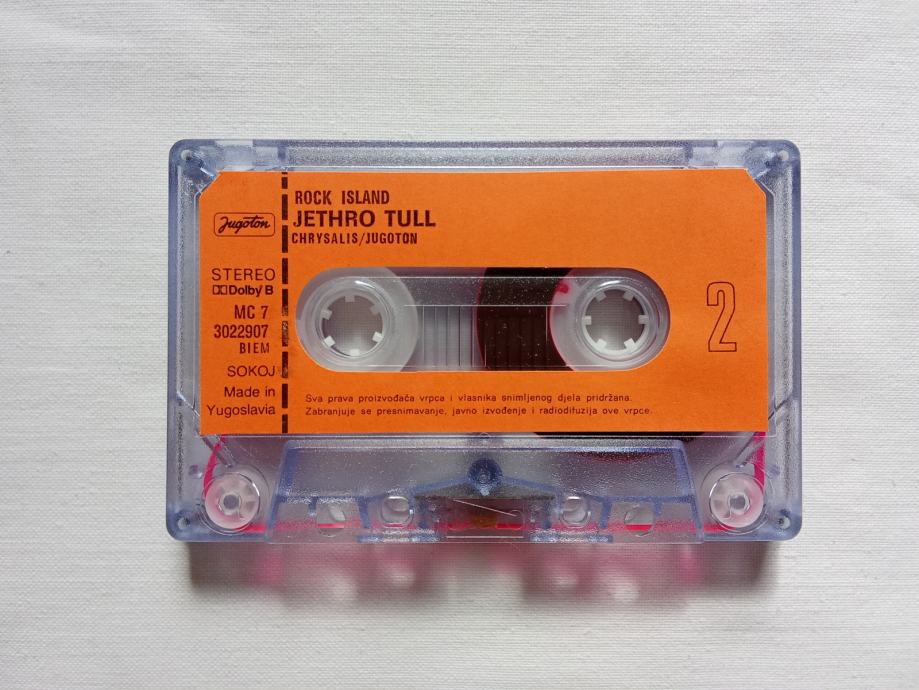 ROCK ISLAND
JETHRO TULL
CHRYSALIS/JUGOTON
Jugoton
STEREO
Dolby B
MC 7
3022907
BIEM
SOKOJ
Made in
Yugoslavia
2
Sva prava proizvođača vrpca i vlasnika snimljenog djela pridržana.
Zabranjuje se presnimavanje, javno izvođenje i radiodifuzija ove vrpce.